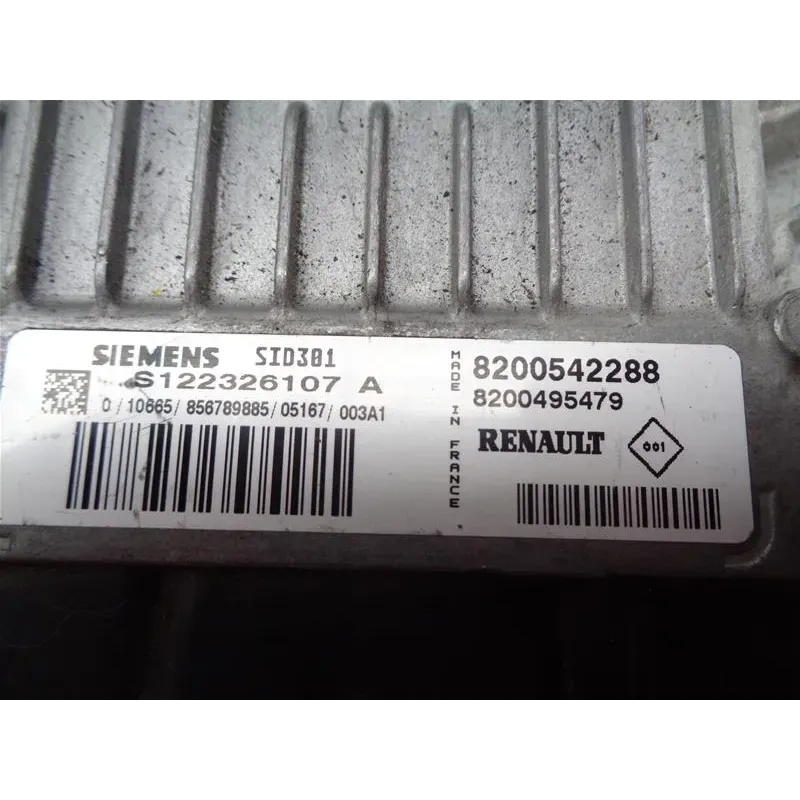 SIEMENS SID301
S122326107 A
0 / 10665 / 856789885 / 05167 / 003A1
MADE IN FRANCE
8200542288
8200495479
RENAULT 001